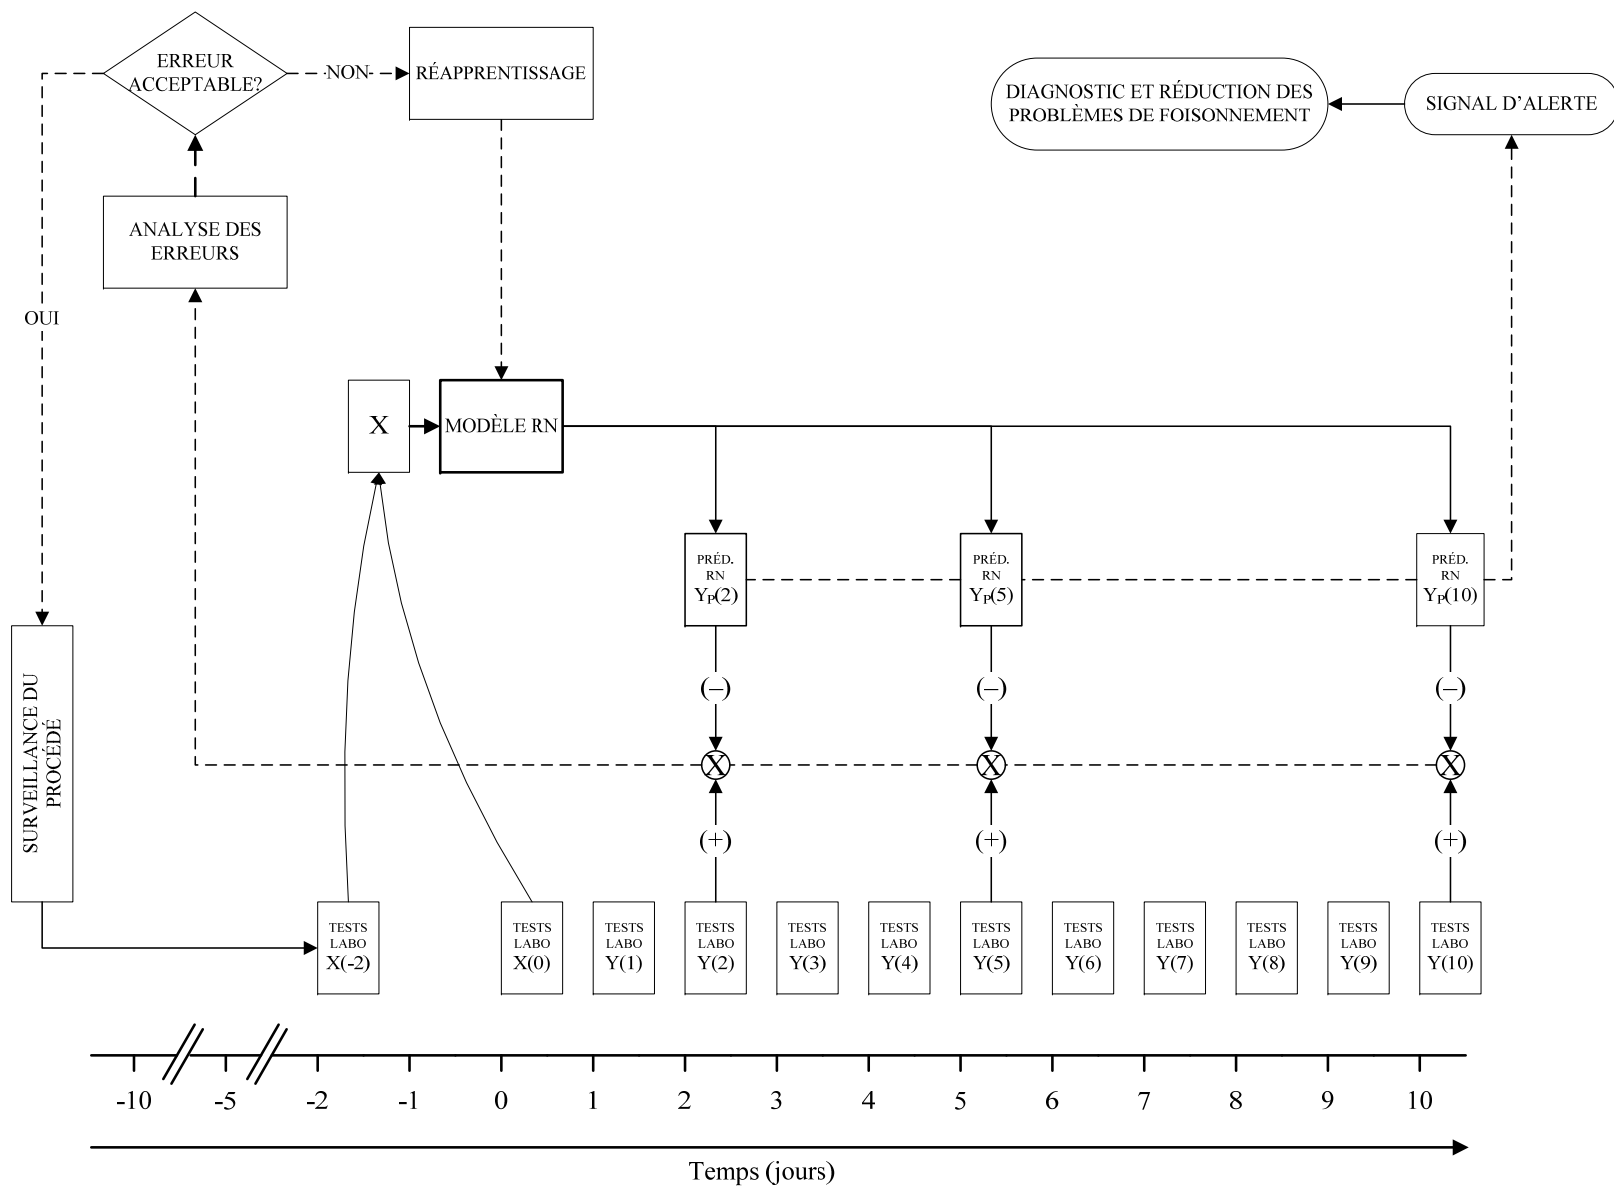 ERREUR
ACCEPTABLE?
NON
RÉAPPRENTISSAGE
DIAGNOSTIC ET RÉDUCTION DES
PROBLÈMES DE FOISONNEMENT
SIGNAL D'ALERTE
ANALYSE DES
ERREURS
OUI
X
MODÈLE RN
PRÉD.
RN
YP(2)
PRÉD.
RN
YP(5)
PRÉD.
RN
YP(10)
(–)
(–)
(–)
SURVEILLANCE DU
PROCÉDÉ
X
X
X
(+)
(+)
(+)
TESTS
LABO
X(-2)
TESTS
LABO
X(0)
TESTS
LABO
Y(1)
TESTS
LABO
Y(2)
TESTS
LABO
Y(3)
TESTS
LABO
Y(4)
TESTS
LABO
Y(5)
TESTS
LABO
Y(6)
TESTS
LABO
Y(7)
TESTS
LABO
Y(8)
TESTS
LABO
Y(9)
TESTS
LABO
Y(10)
-10 -5 -2 -1 0 1 2 3 4 5 6 7 8 9 10
Temps (jours)